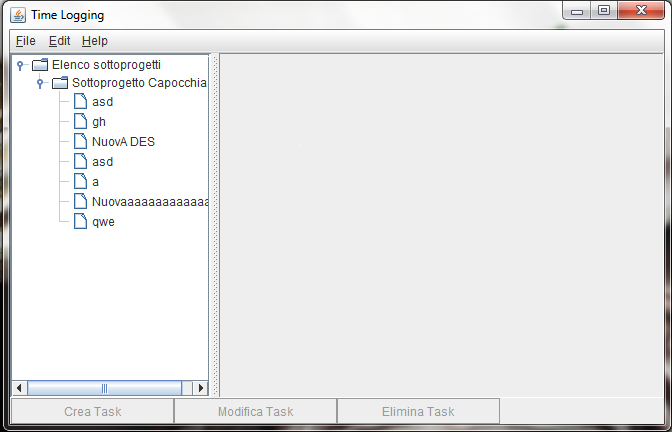 Time Logging
File Edit Help
Elenco sottoprogetti
Sottoprogetto Capocchia
asd
gh
NuovA DES
asd
a
Nuovaaaaaaaaaaaaa
qwe
Crea Task Modifica Task Elimina Task